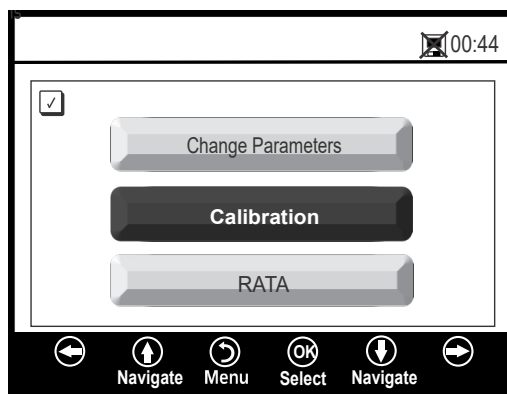 00:44
Change Parameters
Calibration
RATA
OK
Navigate Menu Select Navigate